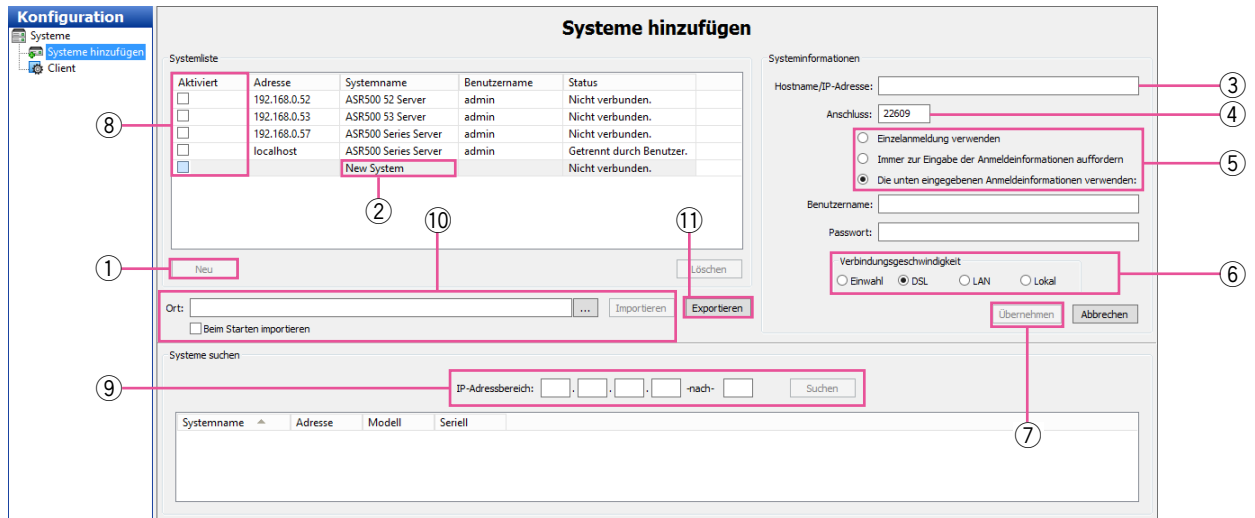 Konfiguration
Systeme
Systeme hinzufügen
Client
Systeme hinzufügen
Systemliste
Aktiviert Adresse Systemname Benutzername Status
192.168.0.52 ASR500 52 Server admin Nicht verbunden.
192.168.0.53 ASR500 53 Server admin Nicht verbunden.
192.168.0.57 ASR500 Series Server admin Nicht verbunden.
localhost ASR500 Series Server admin Getrennt durch Benutzer.
New System Nicht verbunden.
⑧
②
⑩
⑪
①
Neu
Löschen
Ort: ... Importieren Exportieren
Beim Starten importieren
Systeminformationen
Hostname/IP-Adresse:
③
Anschluss: 22609
④
Einzelanmeldung verwenden
Immer zur Eingabe der Anmeldeinformationen auffordern
Die unten eingegebenen Anmeldeinformationen verwenden:
⑤
Benutzername:
Passwort:
Verbindungsgeschwindigkeit
Einwahl DSL LAN Lokal
⑥
Übernehmen Abbrechen
Systeme suchen
⑨
IP-Adressbereich: . . . -nach- Suchen
⑦
Systemname Adresse Modell Seriell